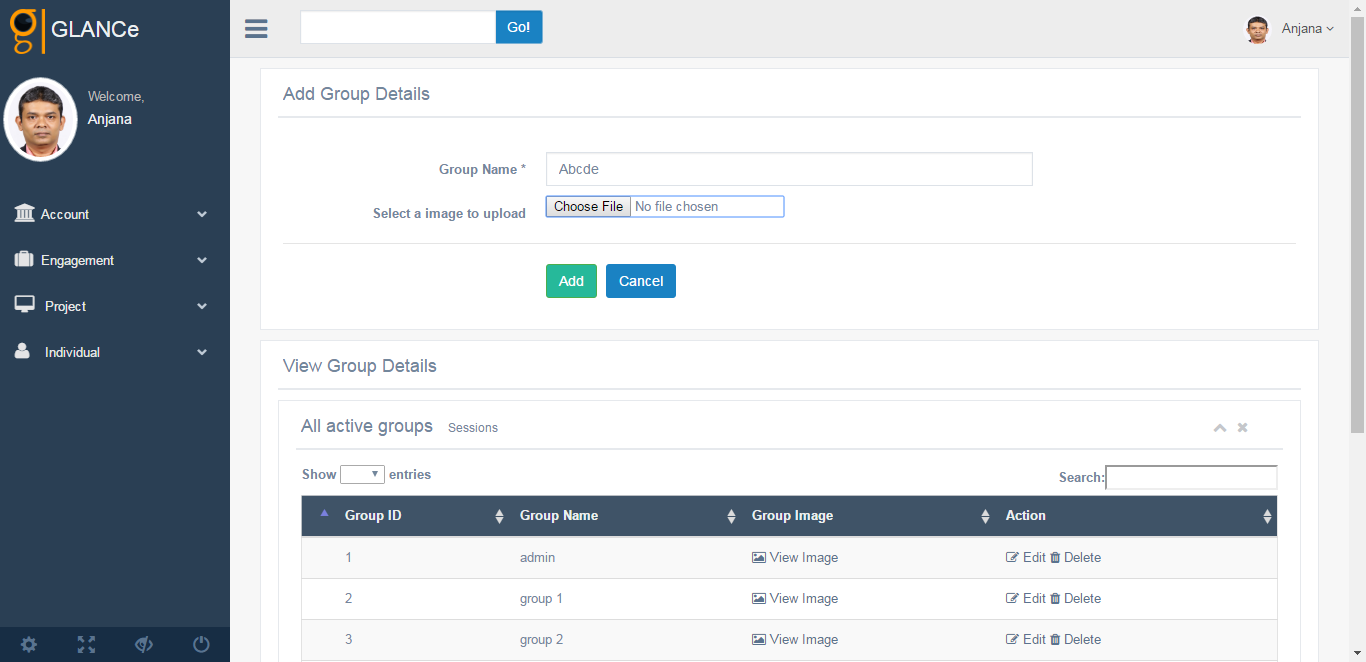 GLANCe
Go!
Anjana
Welcome,
Anjana
Account
Engagement
Project
Individual
Add Group Details
Group Name *
Abcde
Select a image to upload
Choose File No file chosen
Add Cancel
View Group Details
All active groups Sessions
Show entries
Search:
Group ID Group Name Group Image Action
1 admin View Image Edit Delete
2 group 1 View Image Edit Delete
3 group 2 View Image Edit Delete